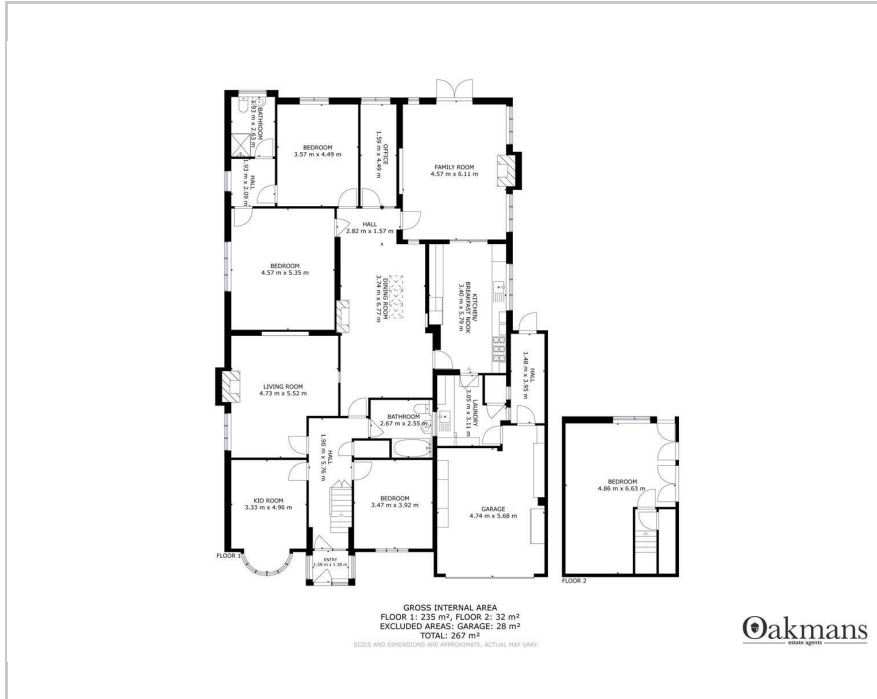 BATHROOM
1.93 m x 2.63 m
BEDROOM
3.57 m x 4.49 m
OFFICE
1.59 m x 4.49 m
FAMILY ROOM
4.57 m x 6.11 m
HALL
1.93 m x 2.09 m
HALL
2.82 m x 1.57 m
BEDROOM
4.57 m x 5.35 m
DINING ROOM
3.74 m x 6.77 m
KITCHEN/
BREAKFAST NOOK
3.40 m x 5.79 m
LIVING ROOM
4.73 m x 5.52 m
HALL
1.48 m x 3.95 m
LAUNDRY
3.05 m x 3.11 m
BATHROOM
2.67 m x 2.55 m
HALL
1.90 m x 5.76 m
KID ROOM
3.33 m x 4.96 m
BEDROOM
3.47 m x 3.92 m
GARAGE
4.74 m x 5.68 m
BEDROOM
4.86 m x 6.63 m
ENTRY
1.58 m x 1.38 m
FLOOR 1
FLOOR 2
GROSS INTERNAL AREA
FLOOR 1: 235 m², FLOOR 2: 32 m²
EXCLUDED AREAS: GARAGE: 28 m²
TOTAL: 267 m²
SIZES AND DIMENSIONS ARE APPROXIMATE, ACTUAL MAY VARY.
Oakmans
estate agents